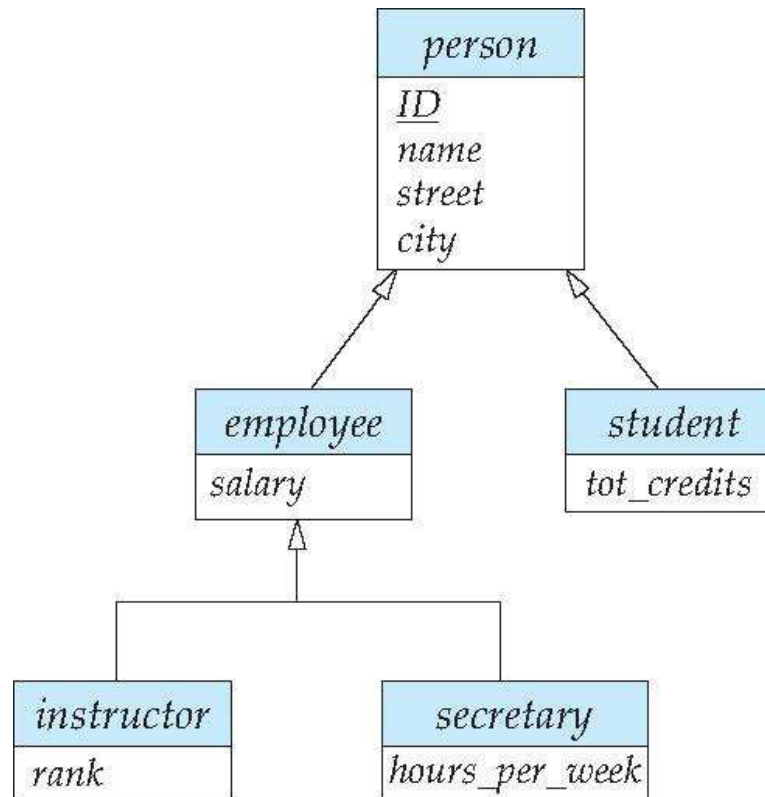 person
ID
name
street
city
employee
salary
student
tot_credits
instructor
rank
secretary
hours_per_week